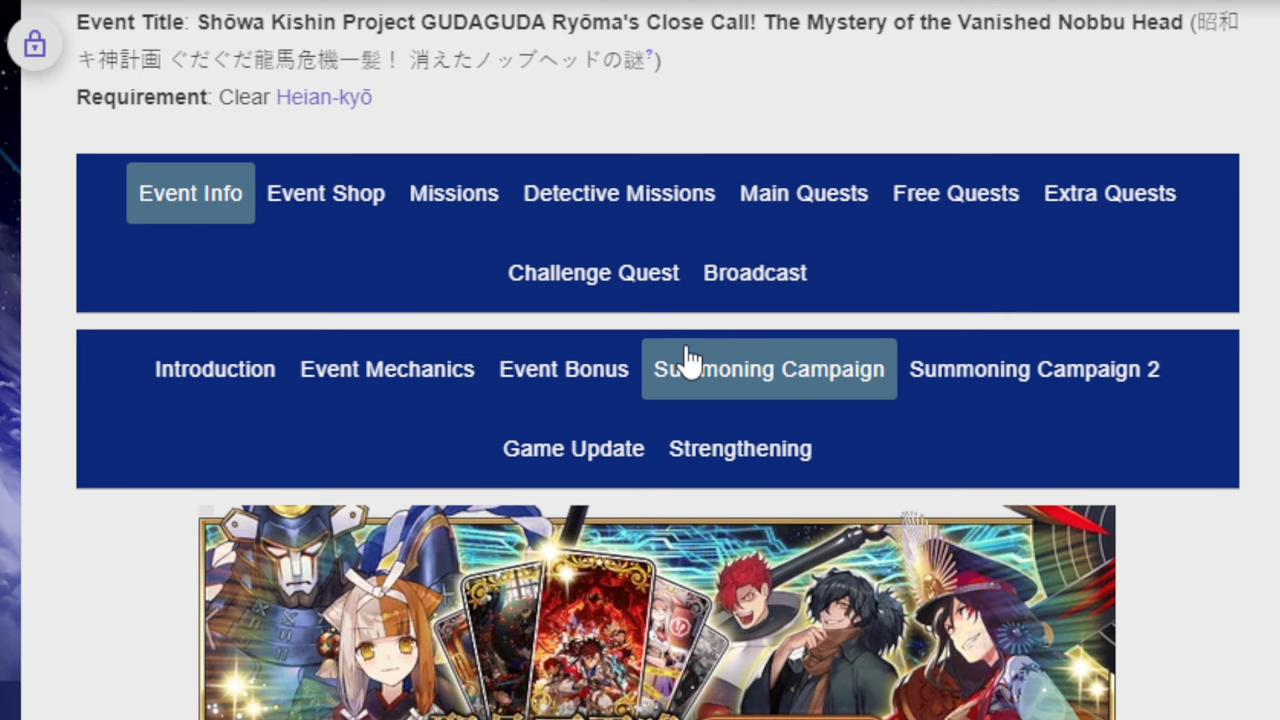 Event Title: Shōwa Kishin Project GUDAGUDA Ryōma's Close Call! The Mystery of the Vanished Nobbu Head (昭和
キ神計画 ぐだぐだ龍馬危機一髪！ 消えたノッブヘッドの謎?)
Requirement: Clear Heian-kyō
Event Info Event Shop Missions Detective Missions Main Quests Free Quests Extra Quests
Challenge Quest Broadcast
Introduction Event Mechanics Event Bonus Summoning Campaign Summoning Campaign 2
Game Update Strengthening